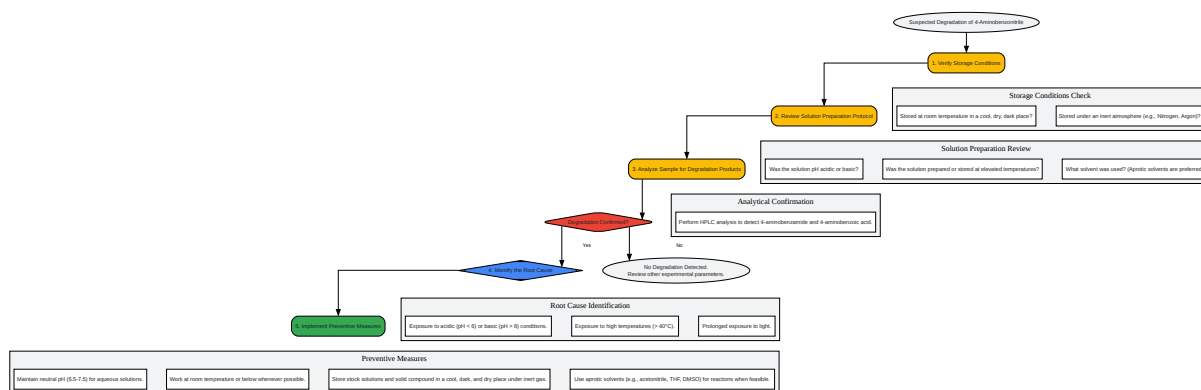 Suspected Degradation of 4-Aminobenzonitrile
1. Verify Storage Conditions
Storage Conditions Check
Stored at room temperature in a cool, dry, dark place?
Stored under an inert atmosphere (e.g., Nitrogen, Argon)?
2. Review Solution Preparation Protocol
Solution Preparation Review
Was the solution pH acidic or basic?
Was the solution prepared or stored at elevated temperatures?
What solvent was used? (Aprotic solvents are preferred
3. Analyze Sample for Degradation Products
Analytical Confirmation
Perform HPLC analysis to detect 4-aminobenzamide and 4-aminobenzoic acid.
Degradation Confirmed?
Yes
No
4. Identify the Root Cause
No Degradation Detected.
Review other experimental parameters.
Root Cause Identification
Exposure to acidic (pH < 6) or basic (pH > 8) conditions.
Exposure to high temperatures (> 40°C).
Prolonged exposure to light.
5. Implement Preventive Measures
Preventive Measures
Maintain neutral pH (6.5-7.5) for aqueous solutions.
Work at room temperature or below whenever possible.
Store stock solutions and solid compound in a cool, dark, and dry place under inert gas.
Use aprotic solvents (e.g., acetonitrile, THF, DMSO) for reactions when feasible.